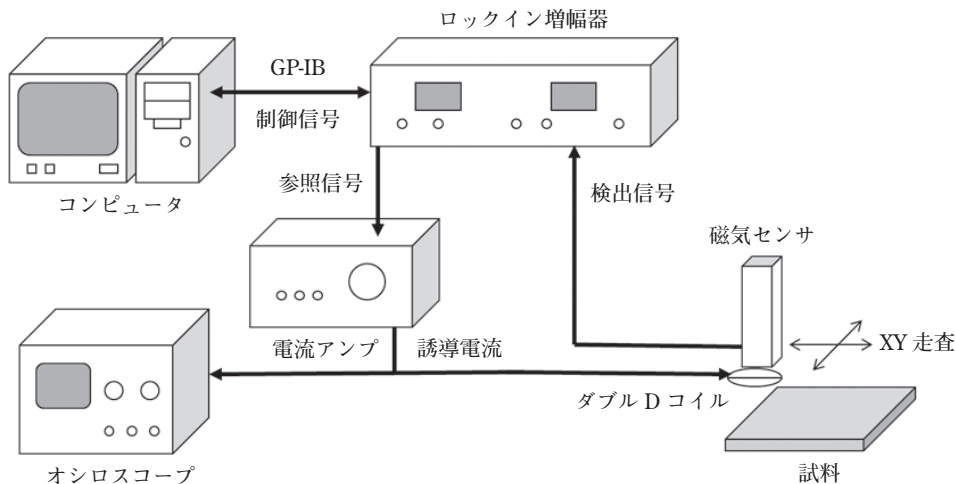 ロックイン増幅器
GP-IB
制御信号
コンピュータ
参照信号
検出信号
磁気センサ
電流アンプ
誘導電流
XY 走査
ダブル D コイル
オシロスコープ
試料